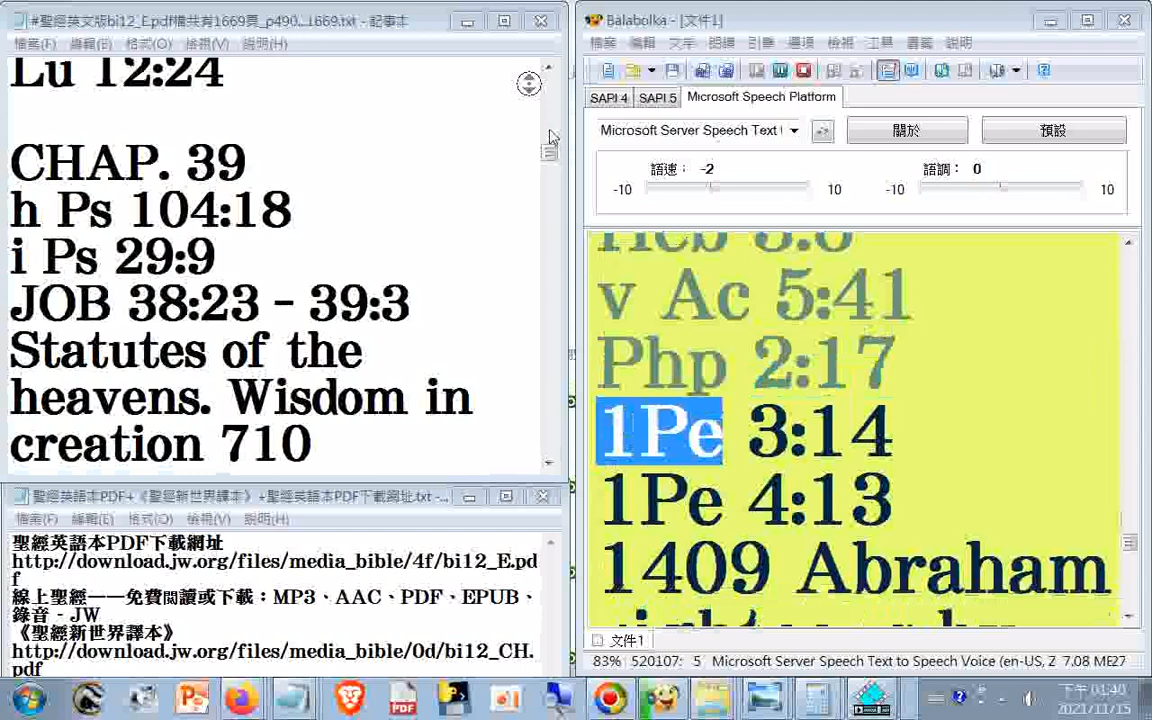 #聖經英文版bi12_E.pdf檔共有1669頁_p490...1669.txt - 記事本
檔案(F) 編輯(E) 格式(O) 檢視(V) 說明(H)
Lu 12:24
CHAP. 39
h Ps 104:18
i Ps 29:9
JOB 38:23 - 39:3
Statutes of the
heavens. Wisdom in
creation 710
聖經英語本PDF+《聖經新世界譯本》+聖經英語本PDF下載網址.txt - ...
檔案(F) 編輯(E) 格式(O) 檢視(V) 說明(H)
聖經英語本PDF下載網址
http://download.jw.org/files/media_bible/4f/bi12_E.pd
f
線上聖經——免費閱讀或下載：MP3、AAC、PDF、EPUB、
錄音 - JW
《聖經新世界譯本》
http://download.jw.org/files/media_bible/0d/bi12_CH.
pdf
Balabolka - [文件1]
檔案 編輯 文字 朗讀 引擎 選項 檢視 工具 書籤 說明
SAPI 4 SAPI 5 Microsoft Speech Platform
Microsoft Server Speech Text 關於 預設
語速： -2 語調： 0
-10 10 -10 10
v Ac 5:41
Php 2:17
1Pe 3:14
1Pe 4:13
1409 Abraham
文件1
83% 520107: 5 Microsoft Server Speech Text to Speech Voice (en-US, Z 7.08 ME27
下午 01:40
2021/11/15